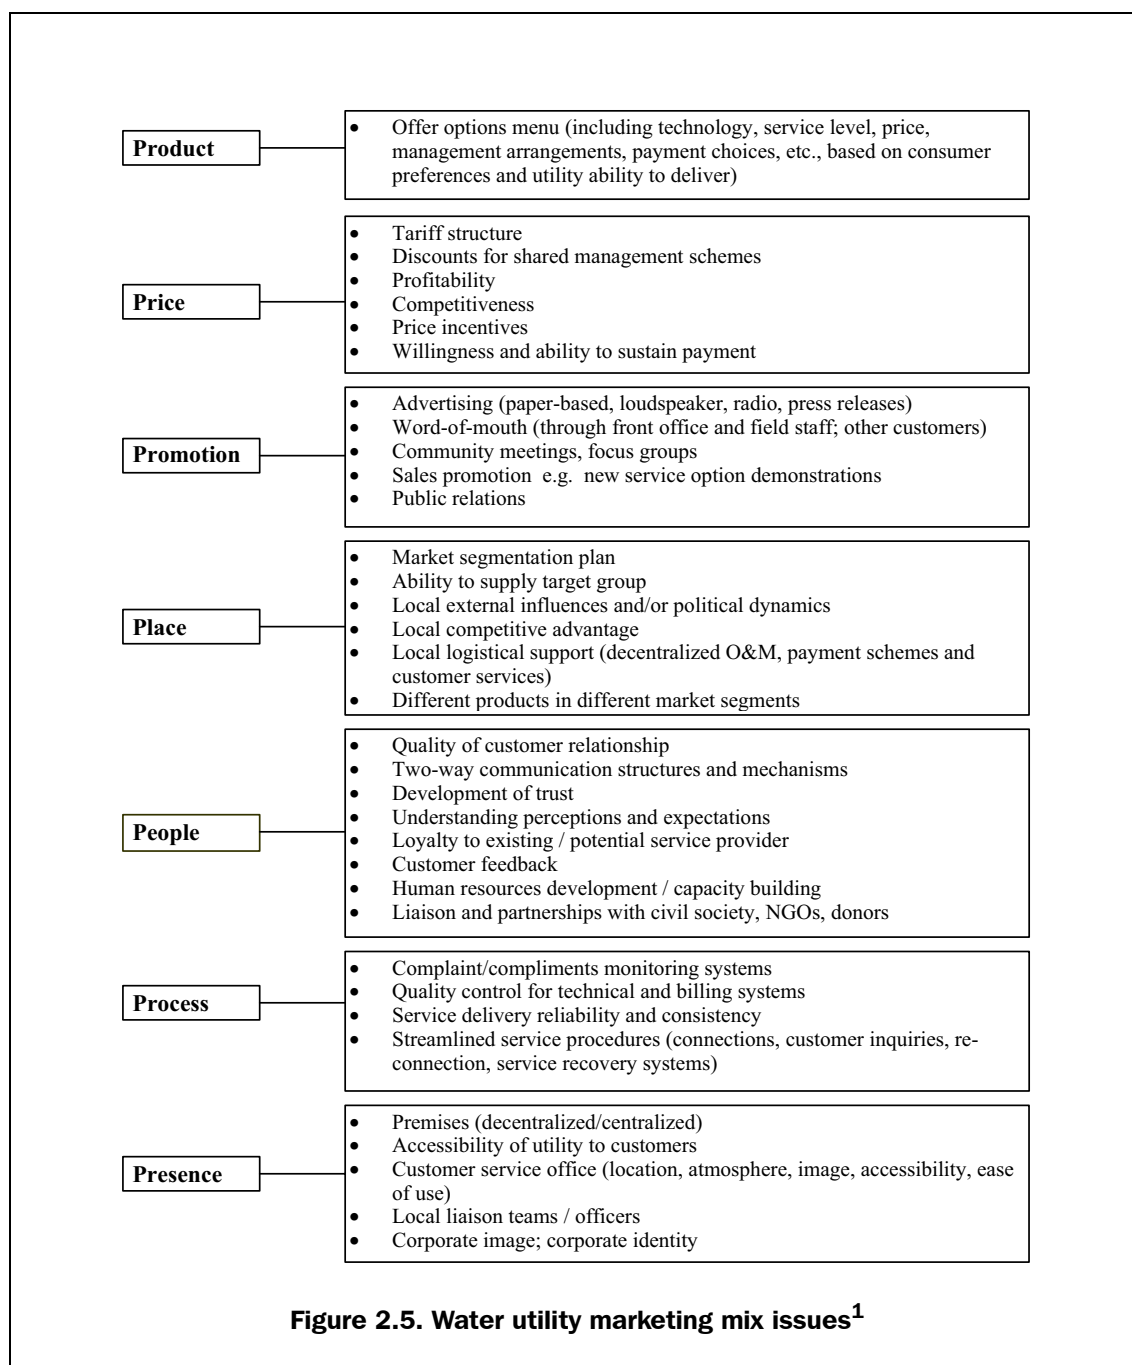 Product
• Offer options menu (including technology, service level, price,
management arrangements, payment choices, etc., based on consumer
preferences and utility ability to deliver)
Price
• Tariff structure
• Discounts for shared management schemes
• Profitability
• Competitiveness
• Price incentives
• Willingness and ability to sustain payment
Promotion
• Advertising (paper-based, loudspeaker, radio, press releases)
• Word-of-mouth (through front office and field staff; other customers)
• Community meetings, focus groups
• Sales promotion  e.g.  new service option demonstrations
• Public relations
Place
• Market segmentation plan
• Ability to supply target group
• Local external influences and/or political dynamics
• Local competitive advantage
• Local logistical support (decentralized O&M, payment schemes and
customer services)
• Different products in different market segments
People
• Quality of customer relationship
• Two-way communication structures and mechanisms
• Development of trust
• Understanding perceptions and expectations
• Loyalty to existing / potential service provider
• Customer feedback
• Human resources development / capacity building
• Liaison and partnerships with civil society, NGOs, donors
Process
• Complaint/compliments monitoring systems
• Quality control for technical and billing systems
• Service delivery reliability and consistency
• Streamlined service procedures (connections, customer inquiries, re-
connection, service recovery systems)
Presence
• Premises (decentralized/centralized)
• Accessibility of utility to customers
• Customer service office (location, atmosphere, image, accessibility, ease
of use)
• Local liaison teams / officers
• Corporate image; corporate identity
Figure 2.5. Water utility marketing mix issues1